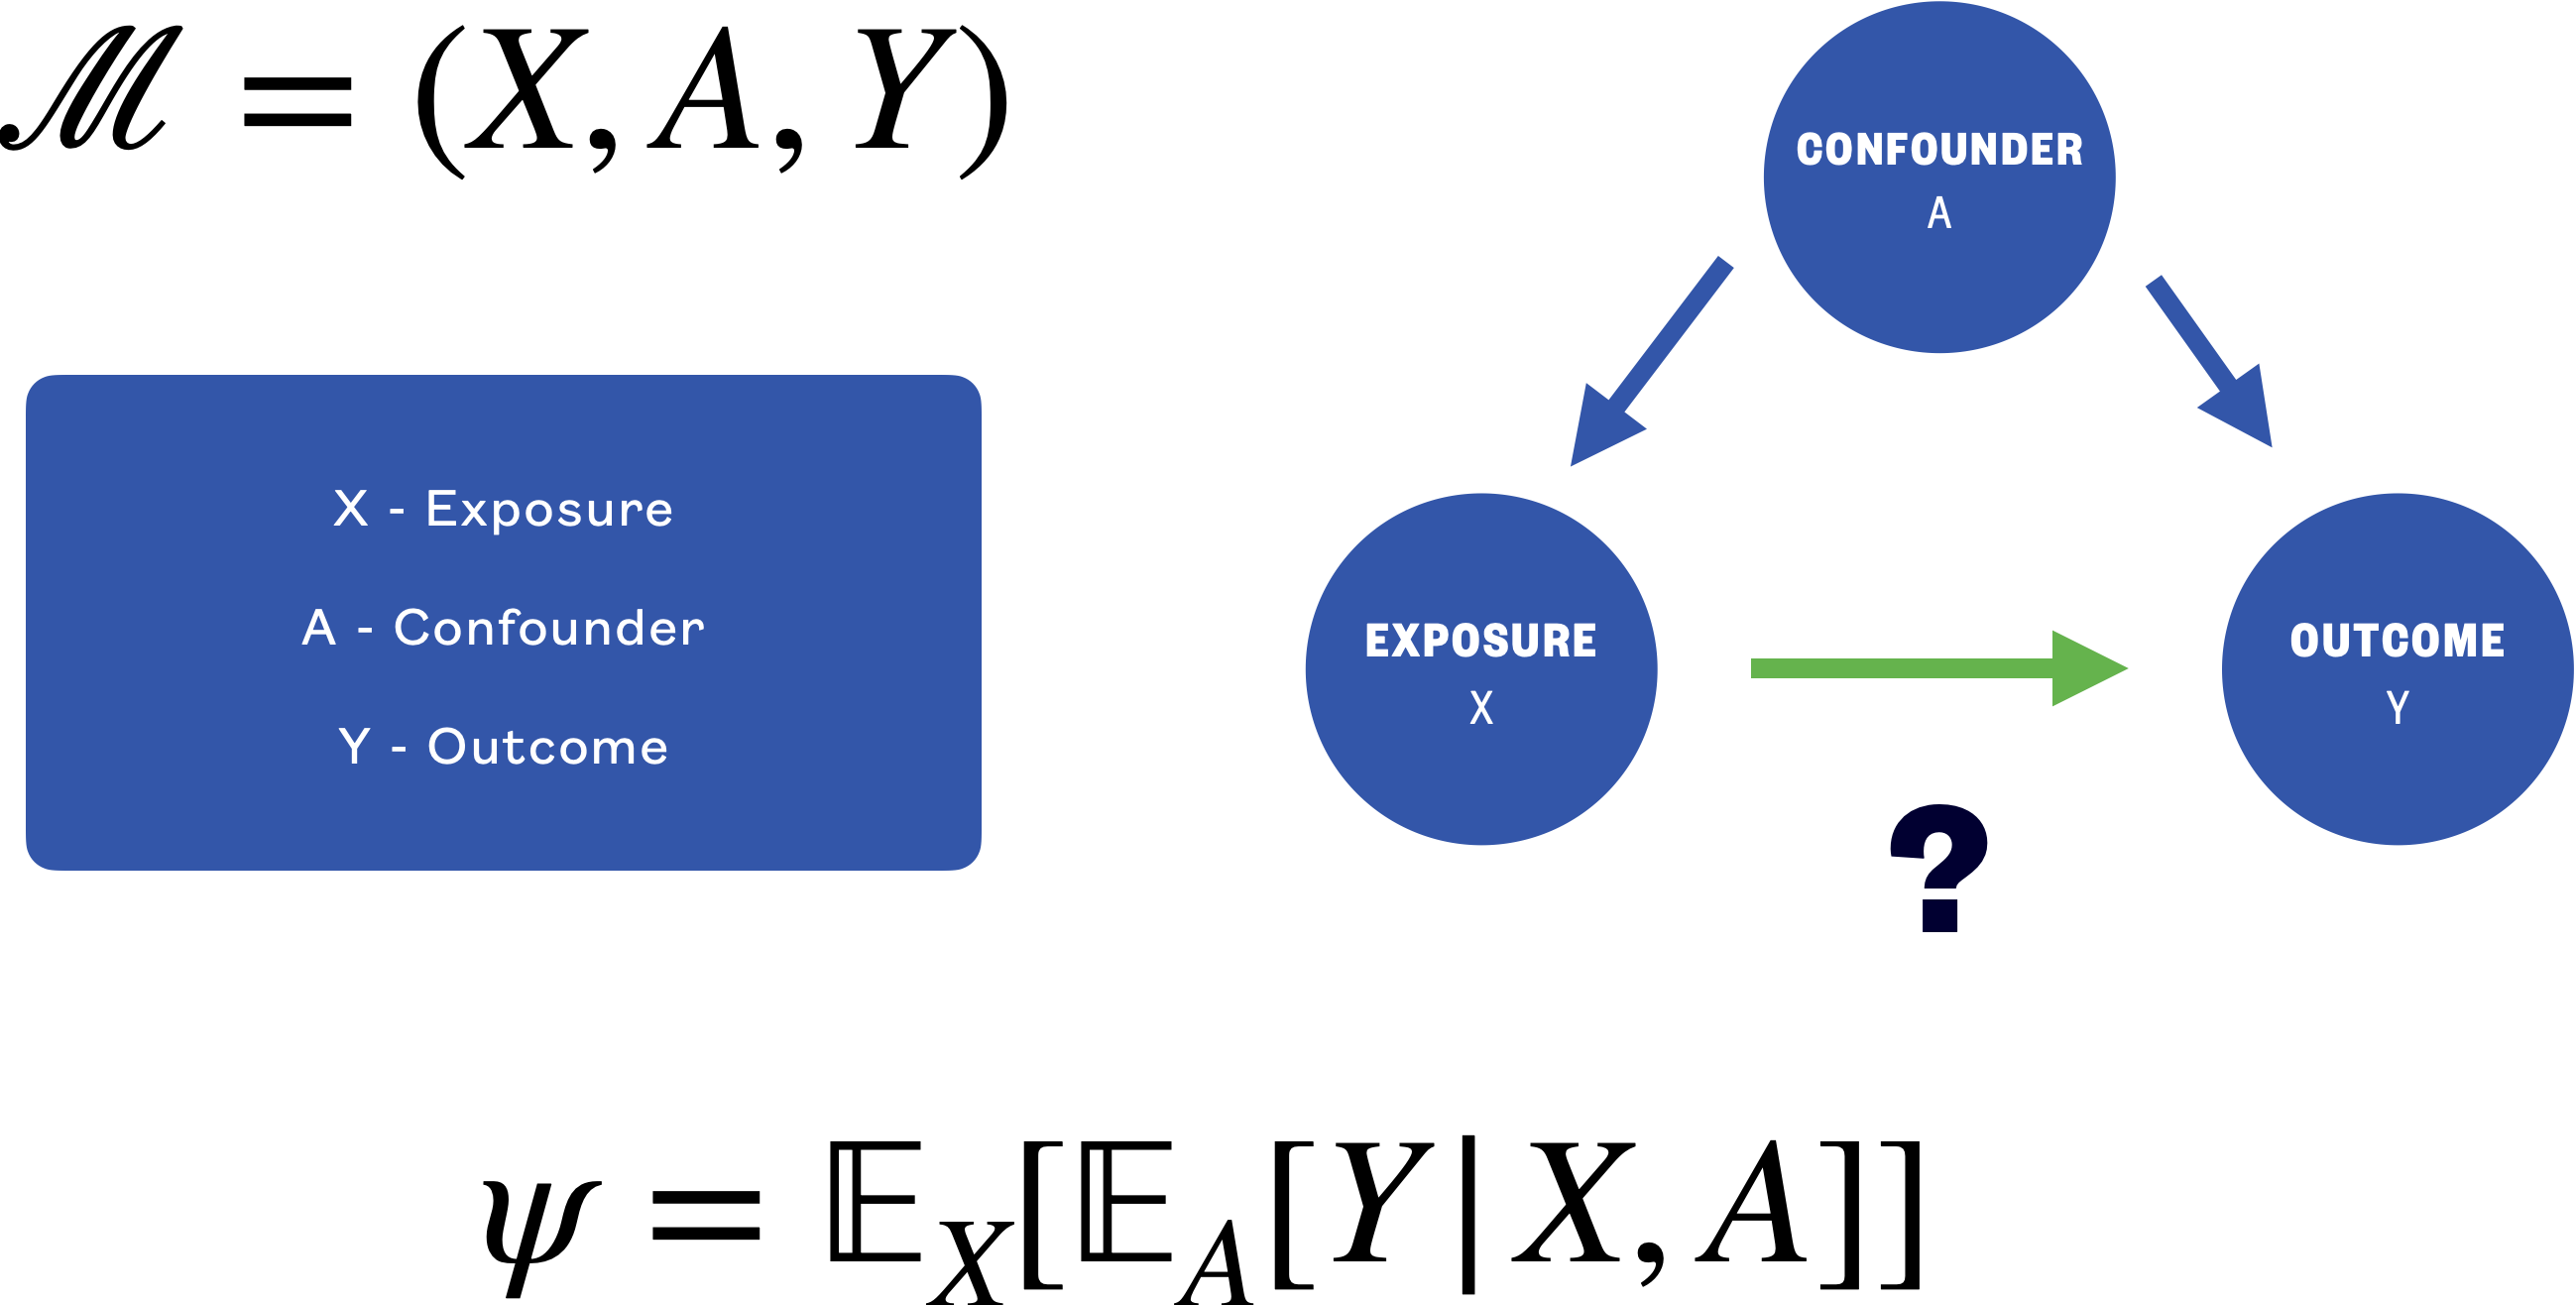 ℳ = (X, A, Y)
X - Exposure
A - Confounder
Y - Outcome
CONFOUNDER
A
EXPOSURE
X
OUTCOME
Y
?
ψ = 𝔼_X[𝔼_A[Y|X, A]]